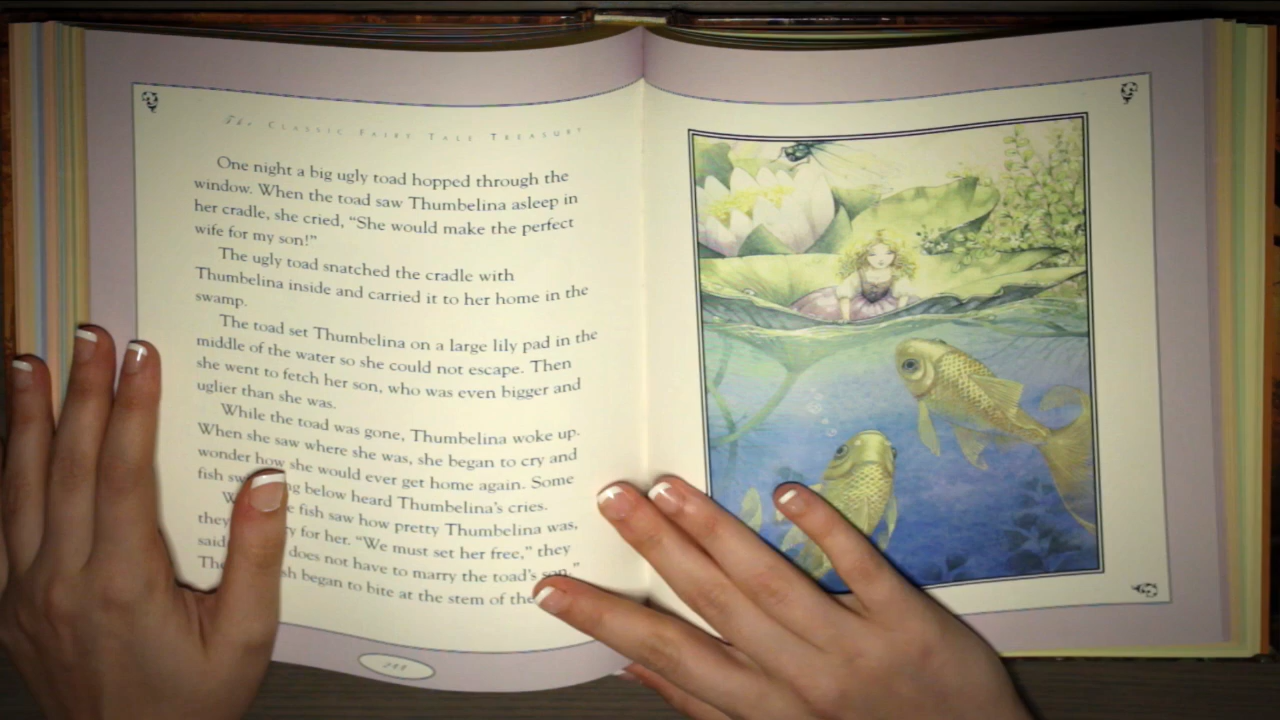 The CLASSIC FAIRY TALE TREASURY
One night a big ugly toad hopped through the
window. When the toad saw Thumbelina asleep in
her cradle, she cried, “She would make the perfect
wife for my son!”
The ugly toad snatched the cradle with
Thumbelina inside and carried it to her home in the
swamp.
The toad set Thumbelina on a large lily pad in the
middle of the water so she could not escape. Then
she went to fetch her son, who was even bigger and
uglier than she was.
While the toad was gone, Thumbelina woke up.
When she saw where she was, she began to cry and
wonder how she would ever get home again. Some
fish below heard Thumbelina's cries.
fish saw how pretty Thumbelina was,
they for her. “We must set her free,” they
said does not have to marry the toad's son.”
began to bite at the stem of the